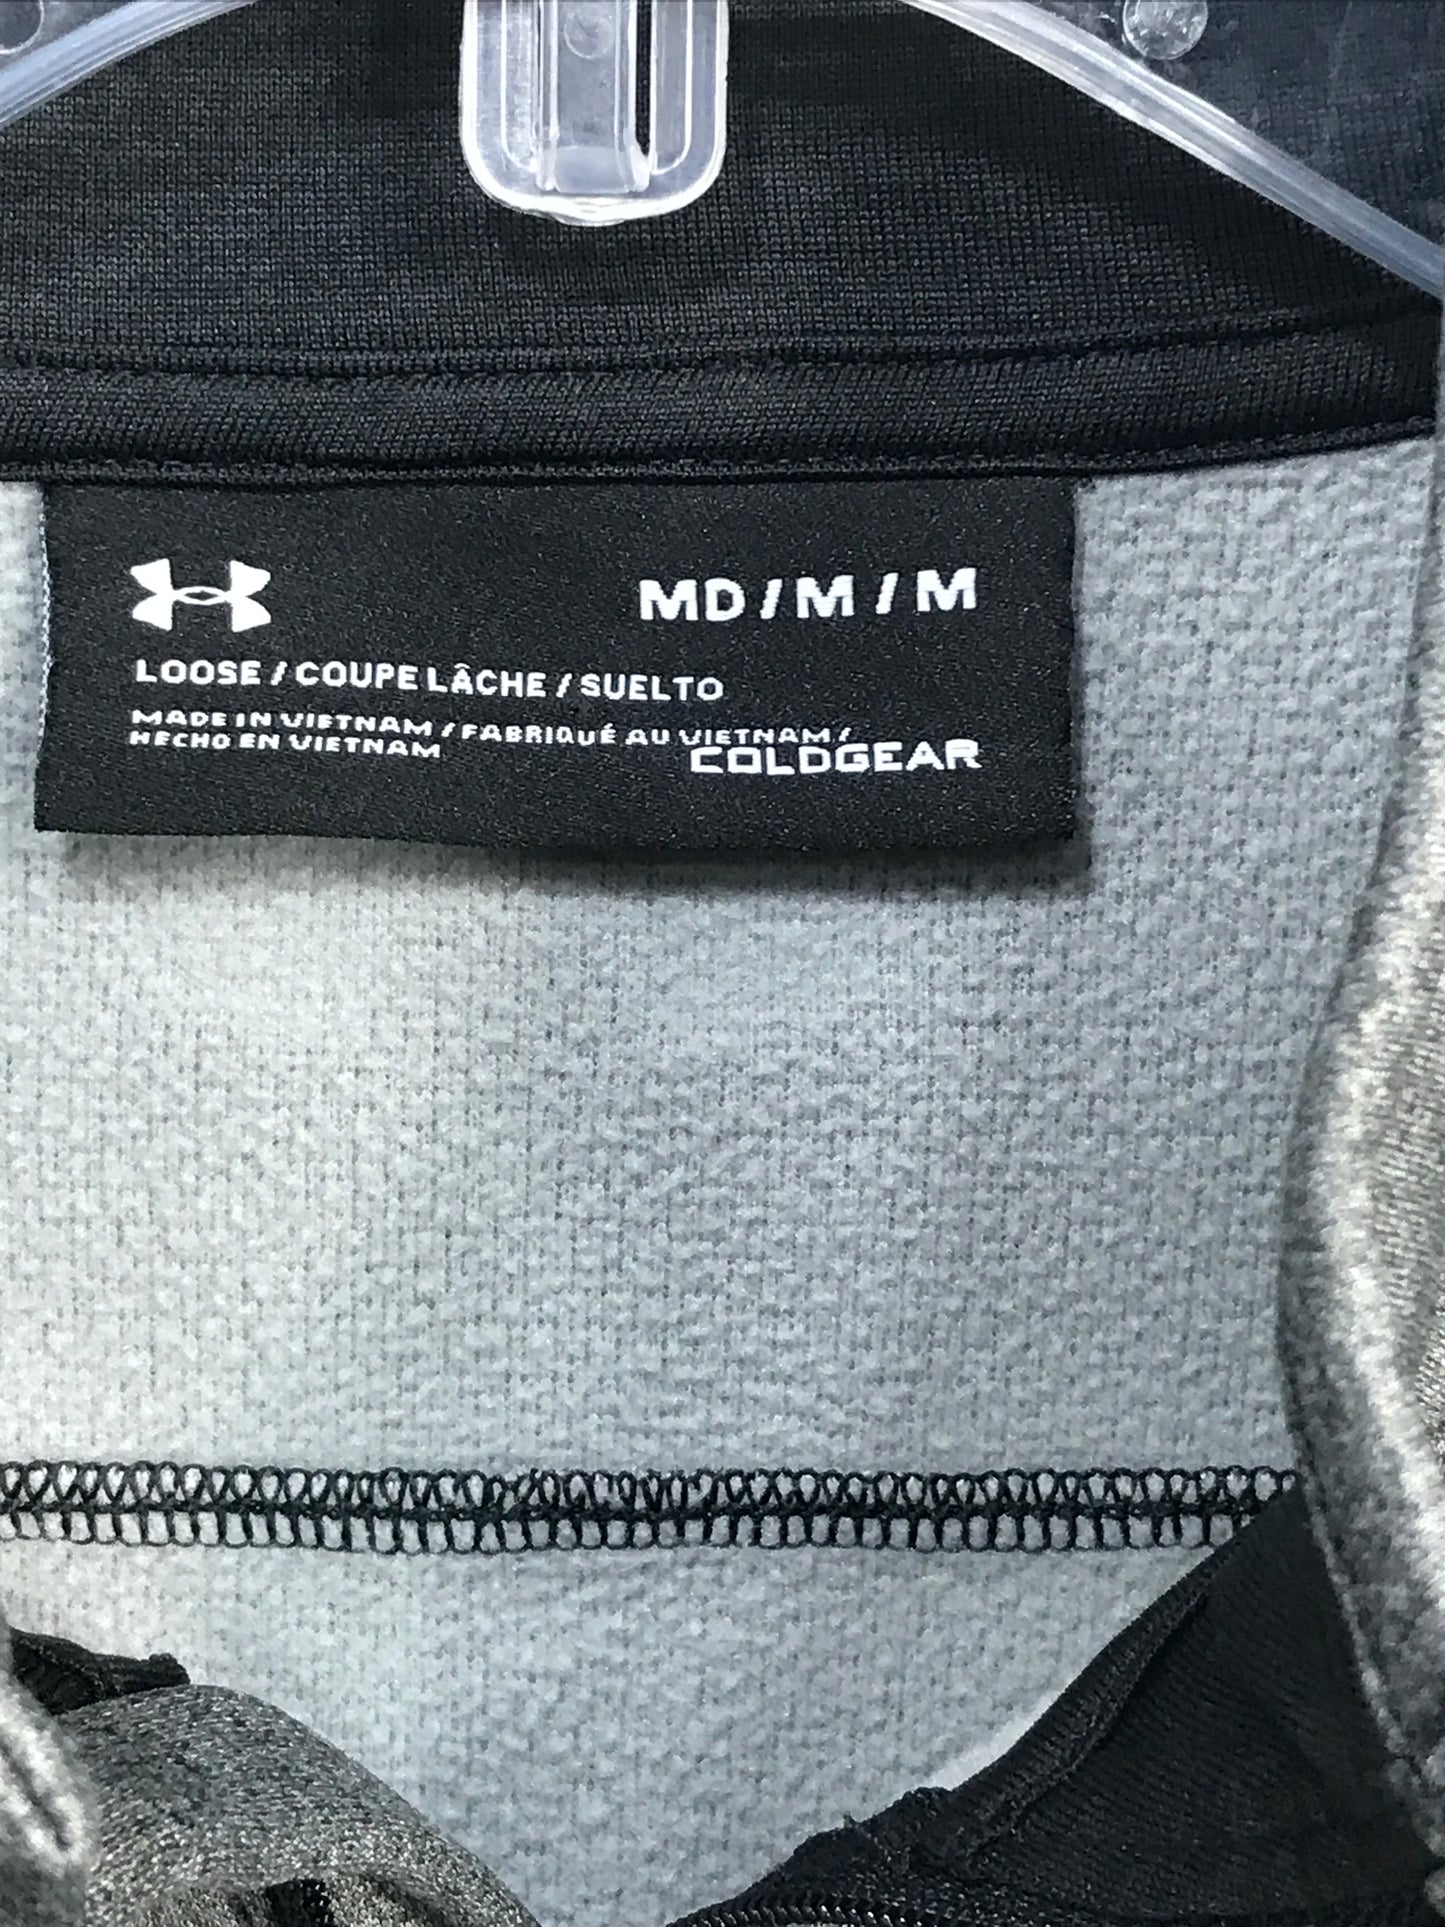 MD / M / M
LOOSE / COUPE LÂCHE / SUELTO
MADE IN VIETNAM / FABRIQUÉ AU VIETNAM /
HECHO EN VIETNAM
COLDGEAR